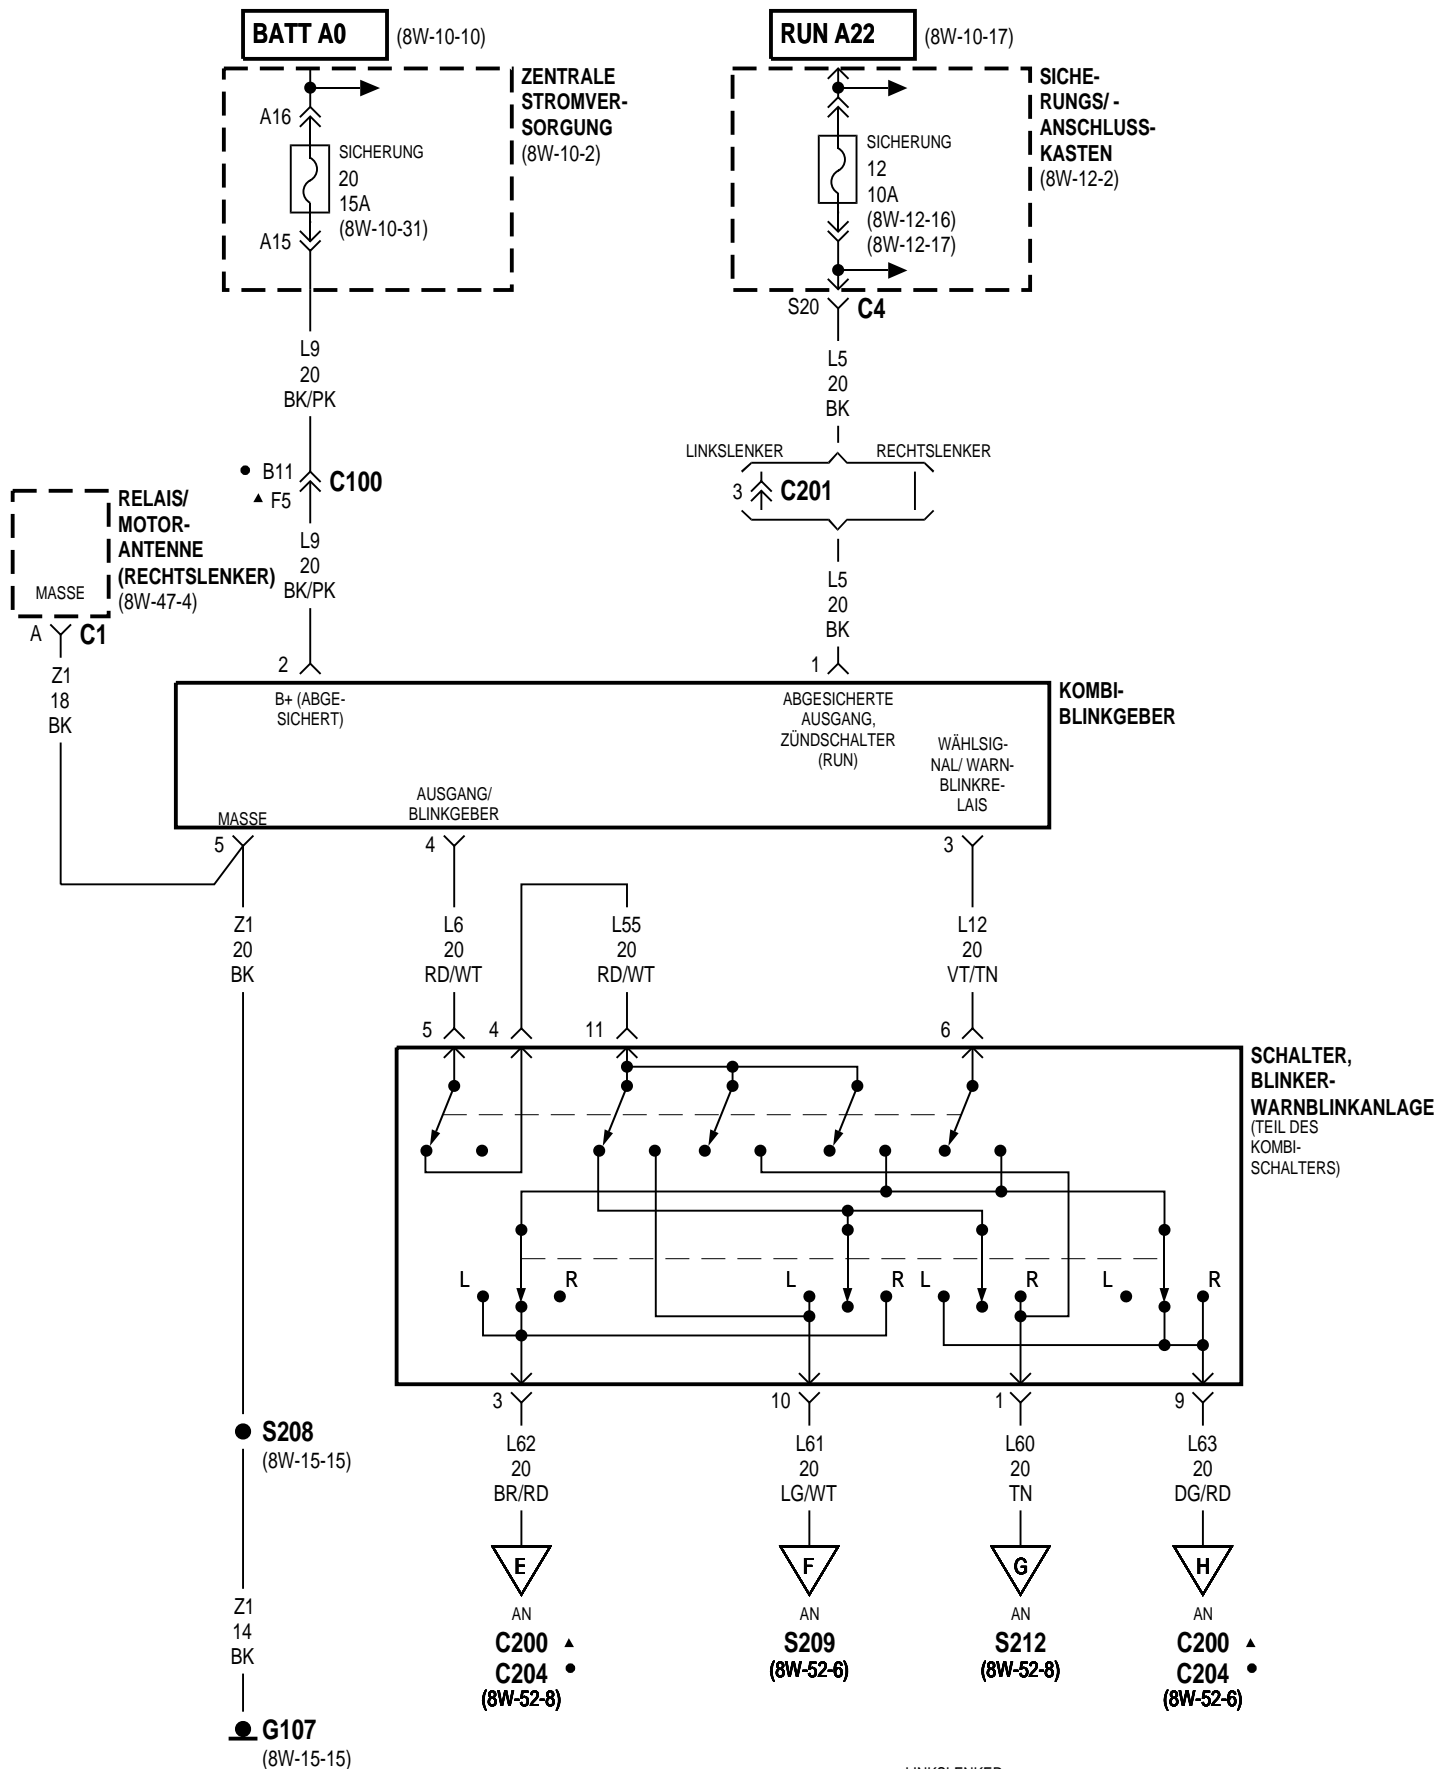 BATT A0 (8W-10-10)
RUN A22 (8W-10-17)
ZENTRALE
STROMVER-
SORGUNG
(8W-10-2)
A16
SICHERUNG
20
15A
(8W-10-31)
A15
SICHE-
RUNGS/ -
ANSCHLUSS-
KASTEN
(8W-12-2)
SICHERUNG
12
10A
(8W-12-16)
(8W-12-17)
S20 C4
L9
20
BK/PK
L5
20
BK
LINKSLENKER RECHTSLENKER
B11
F5
C100
3 C201
RELAIS/
MOTOR-
ANTENNE
(RECHTSLENKER)
(8W-47-4)
MASSE
A C1
L9
20
BK/PK
L5
20
BK
Z1
18
BK
2
1
KOMBI-
BLINKGEBER
B+ (ABGE-
SICHERT)
ABGESICHERTE
AUSGANG,
ZÜNDSCHALTER
(RUN)
WÄHLSIG-
NAL/ WARN-
BLINKRE-
LAIS
AUSGANG/
BLINKGEBER
MASSE
5 4 3
Z1
20
BK
L6
20
RD/WT
L55
20
RD/WT
L12
20
VT/TN
5 4 11 6
SCHALTER,
BLINKER-
WARNBLINKANLAGE
(TEIL DES
KOMBI-
SCHALTERS)
L R L R L R L R
3 10 1 9
S208
(8W-15-15)
L62
20
BR/RD
L61
20
LG/WT
L60
20
TN
L63
20
DG/RD
E F G H
AN AN AN AN
C200
C204
(8W-52-8)
S209
(8W-52-6)
S212
(8W-52-8)
C200
C204
(8W-52-6)
Z1
14
BK
G107
(8W-15-15)
LINKSLENKER